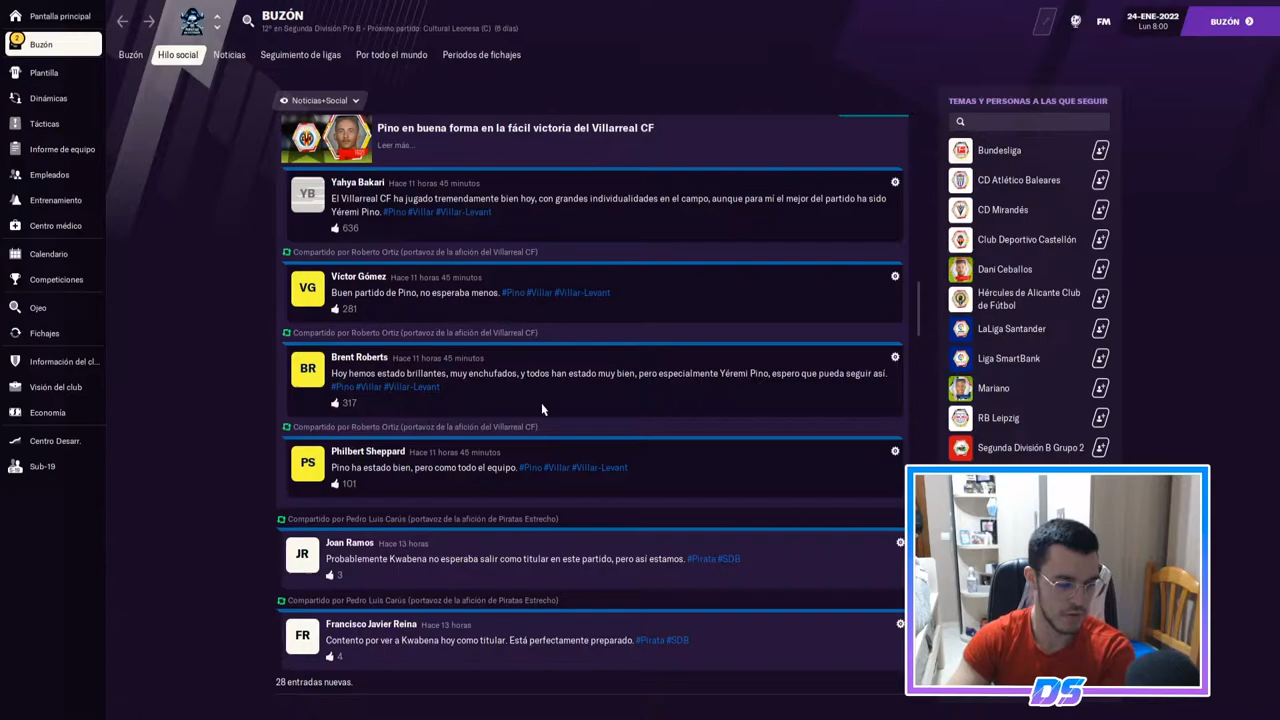 Pantalla principal
BUZÓN
12º en Segunda División Pro B - Próximo partido: Cultural Leonesa (C) (6 días)
FM
24-ENE-2022
Lun 8:00
BUZÓN
2
Buzón
Plantilla
Dinámicas
Tácticas
Informe de equipo
Empleados
Entrenamiento
Centro médico
Calendario
Competiciones
Ojeo
Fichajes
Información del cl...
Visión del club
Economía
Centro Desarr.
Sub-19
Buzón
Hilo social
Noticias
Seguimiento de ligas
Por todo el mundo
Periodos de fichajes
Noticias+Social
Pino en buena forma en la fácil victoria del Villarreal CF
Leer más...
YB
Yahya Bakari Hace 11 horas 45 minutos
El Villarreal CF ha jugado tremendamente bien hoy, con grandes individualidades en el campo, aunque para mí el mejor del partido ha sido
Yéremi Pino. #Pino #Villar #Villar-Levant
636
Compartido por Roberto Ortiz (portavoz de la afición del Villarreal CF)
VG
Víctor Gómez Hace 11 horas 45 minutos
Buen partido de Pino, no esperaba menos. #Pino #Villar #Villar-Levant
281
Compartido por Roberto Ortiz (portavoz de la afición del Villarreal CF)
BR
Brent Roberts Hace 11 horas 45 minutos
Hoy hemos estado brillantes, muy enchufados, y todos han estado muy bien, pero especialmente Yéremi Pino, espero que pueda seguir así.
#Pino #Villar #Villar-Levant
317
Compartido por Roberto Ortiz (portavoz de la afición del Villarreal CF)
PS
Philbert Sheppard Hace 11 horas 45 minutos
Pino ha estado bien, pero como todo el equipo. #Pino #Villar #Villar-Levant
101
Compartido por Pedro Luis Carús (portavoz de la afición de Piratas Estrecho)
JR
Joan Ramos Hace 13 horas
Probablemente Kwabena no esperaba salir como titular en este partido, pero así estamos. #Pirata #SDB
3
Compartido por Pedro Luis Carús (portavoz de la afición de Piratas Estrecho)
FR
Francisco Javier Reina Hace 13 horas
Contento por ver a Kwabena hoy como titular. Está perfectamente preparado. #Pirata #SDB
4
28 entradas nuevas.
TEMAS Y PERSONAS A LAS QUE SEGUIR
Bundesliga
CD Atlético Baleares
CD Mirandés
Club Deportivo Castellón
Dani Ceballos
Hércules de Alicante Club
de Fútbol
LaLiga Santander
Liga SmartBank
Mariano
RB Leipzig
Segunda División B Grupo 2
DS